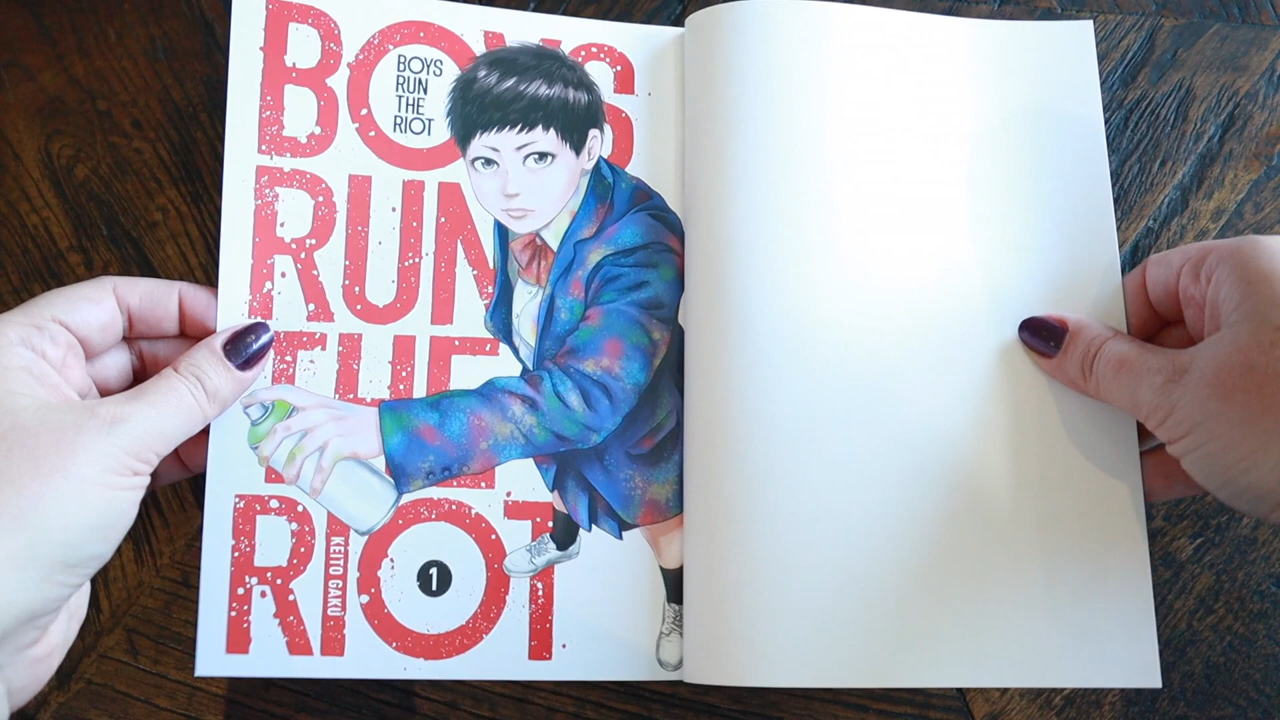 BOYS
RUN
THE
RIOT
BOYS
RUN
THE
RIOT
KEITO GAKU
1